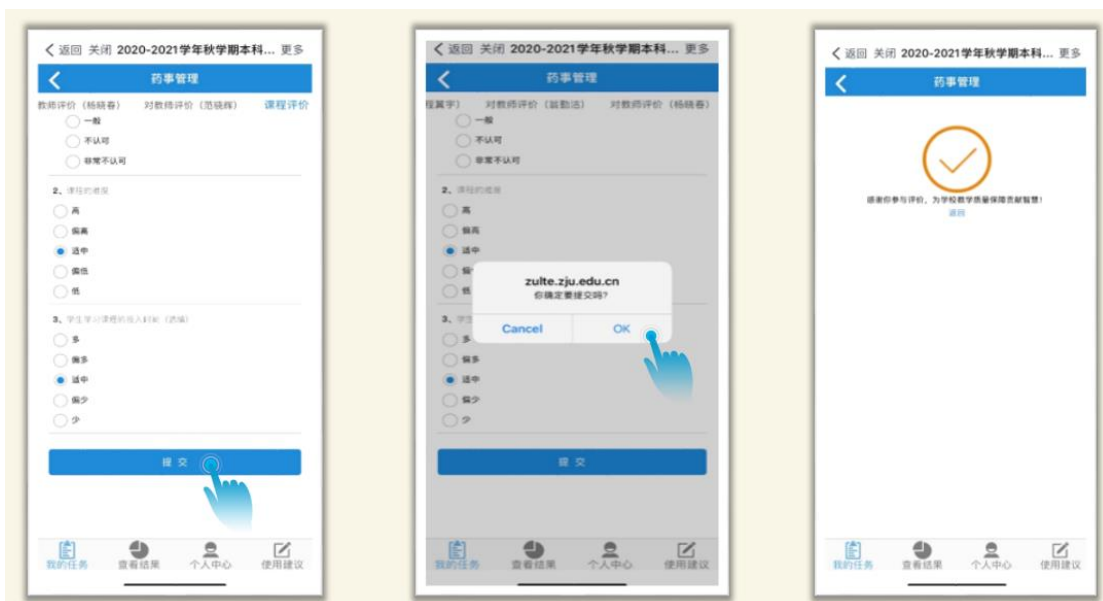 返回 关闭 2020-2021学年秋学期本科... 更多
药事管理
教师评价（杨晓春） 对教师评价（范骁辉） 课程评价
一般
不认可
非常不认可
2、课程的难度
高
偏高
适中
偏低
低
3、学生学习课程的投入时间（选填）
多
偏多
适中
偏少
少
提 交
我的任务 查看结果 个人中心 使用建议
返回 关闭 2020-2021学年秋学期本科... 更多
药事管理
程翼宇） 对教师评价（翁勤洁） 对教师评价（杨晓春）
一般
不认可
非常不认可
2、课程的难度
高
偏高
适中
偏
低
zulte.zju.edu.cn
你确定要提交吗?
Cancel OK
3、学生
多
偏多
适中
偏少
少
提 交
我的任务 查看结果 个人中心 使用建议
返回 关闭 2020-2021学年秋学期本科... 更多
药事管理
感谢你参与评价，为学校教学质量保障贡献智慧!
返回
我的任务 查看结果 个人中心 使用建议